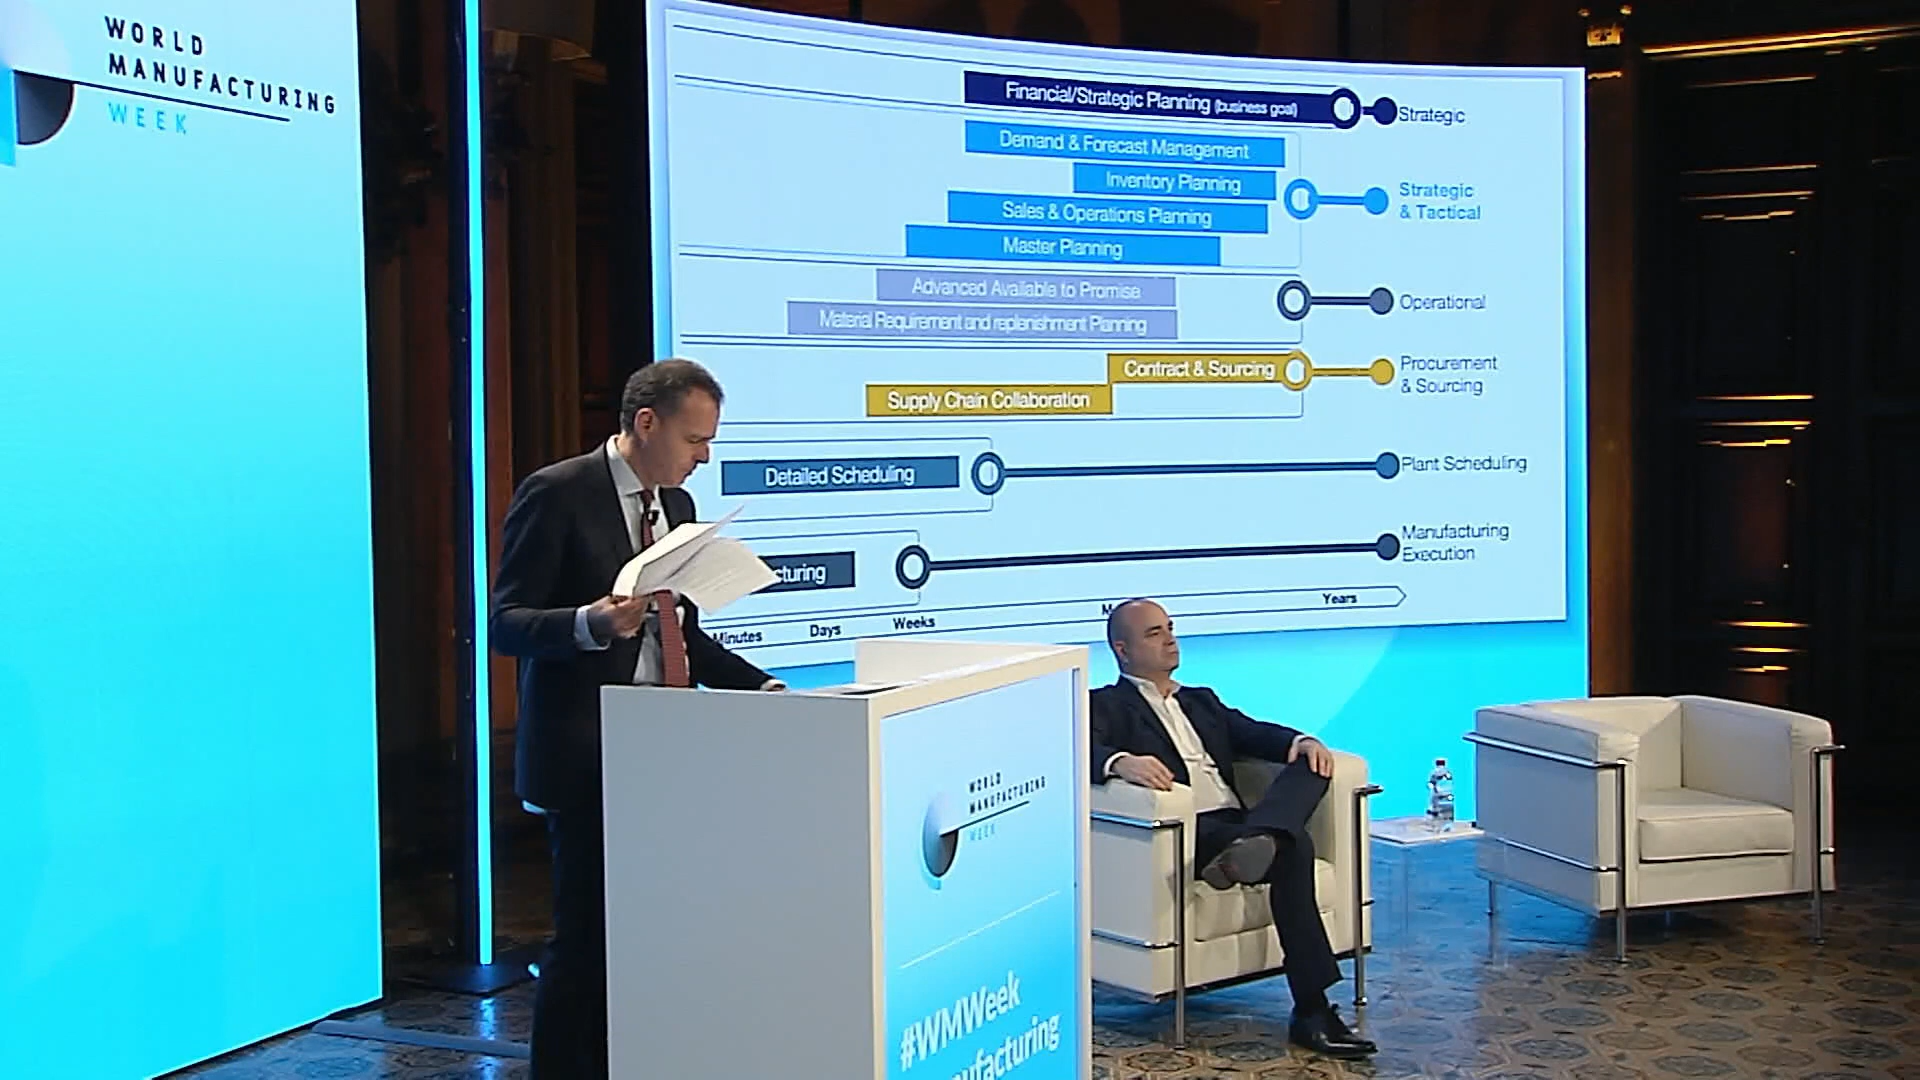 WORLD
MANUFACTURING
WEEK
Financial/Strategic Planning (business goal)
Strategic
Demand & Forecast Management
Inventory Planning
Sales & Operations Planning
Master Planning
Strategic
& Tactical
Advanced Available to Promise
Material Requirement and replenishment Planning
Operational
Contract & Sourcing
Supply Chain Collaboration
Procurement
& Sourcing
Detailed Scheduling
Plant Scheduling
cturing
Manufacturing
Execution
Minutes
Days
Weeks
M
Years
WORLD
MANUFACTURING
WEEK
#WMWeek
nufacturing